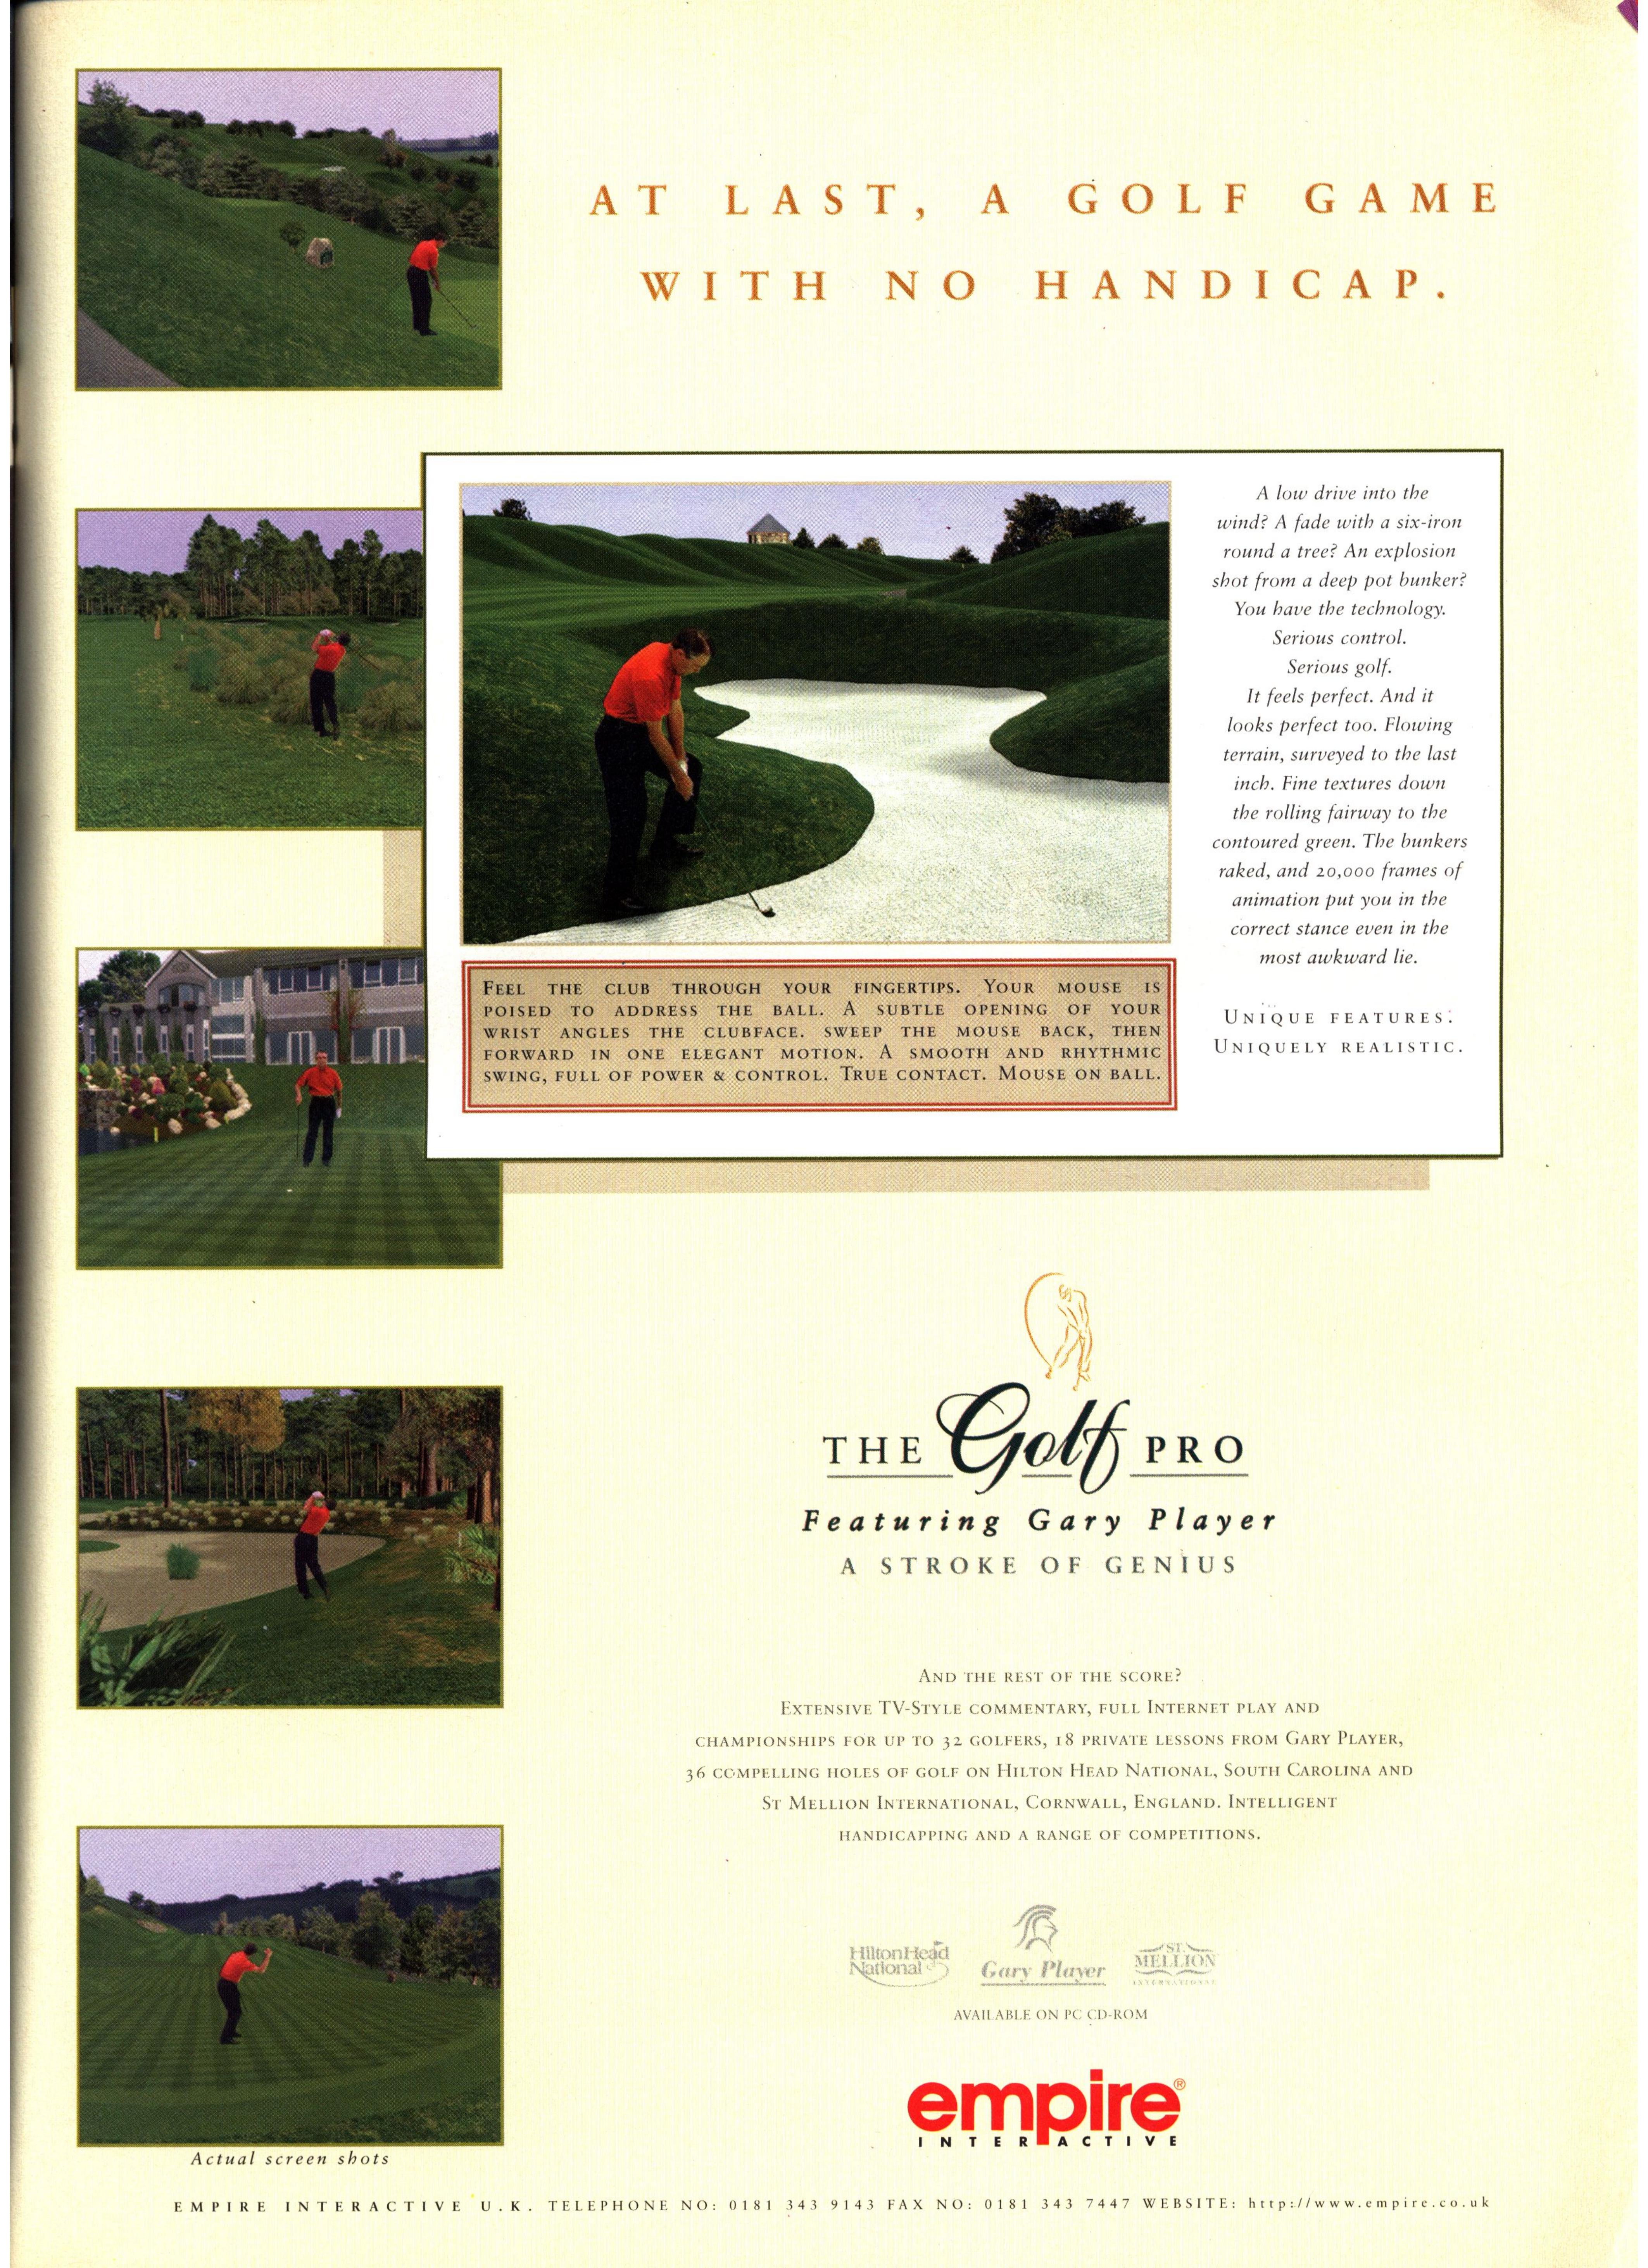 AT LAST, A GOLF GAME
WITH NO HANDICAP.
A low drive into the
wind? A fade with a six-iron
round a tree? An explosion
shot from a deep pot bunker?
You have the technology.
Serious control.
Serious golf.
It feels perfect. And it
looks perfect too. Flowing
terrain, surveyed to the last
inch. Fine textures down
the rolling fairway to the
contoured green. The bunkers
raked, and 20,000 frames of
animation put you in the
correct stance even in the
most awkward lie.
UNIQUE FEATURES.
UNIQUELY REALISTIC.
FEEL THE CLUB THROUGH YOUR FINGERTIPS. YOUR MOUSE IS
POISED TO ADDRESS THE BALL. A SUBTLE OPENING OF YOUR
WRIST ANGLES THE CLUBFACE. SWEEP THE MOUSE BACK, THEN
FORWARD IN ONE ELEGANT MOTION. A SMOOTH AND RHYTHMIC
SWING, FULL OF POWER & CONTROL. TRUE CONTACT. MOUSE ON BALL.
THE Golf PRO
Featuring Gary Player
A STROKE OF GENIUS
AND THE REST OF THE SCORE?
EXTENSIVE TV-STYLE COMMENTARY, FULL INTERNET PLAY AND
CHAMPIONSHIPS FOR UP TO 32 GOLFERS, 18 PRIVATE LESSONS FROM GARY PLAYER,
36 COMPELLING HOLES OF GOLF ON HILTON HEAD NATIONAL, SOUTH CAROLINA AND
ST MELLION INTERNATIONAL, CORNWALL, ENGLAND. INTELLIGENT
HANDICAPPING AND A RANGE OF COMPETITIONS.
Hilton Head
National
Gary Player
ST.
MELLION
INTERNATIONAL
AVAILABLE ON PC CD-ROM
empire®
INTERACTIVE
Actual screen shots
EMPIRE INTERACTIVE U.K. TELEPHONE NO: 0181 343 9143 FAX NO: 0181 343 7447 WEBSITE: http://www.empire.co.uk